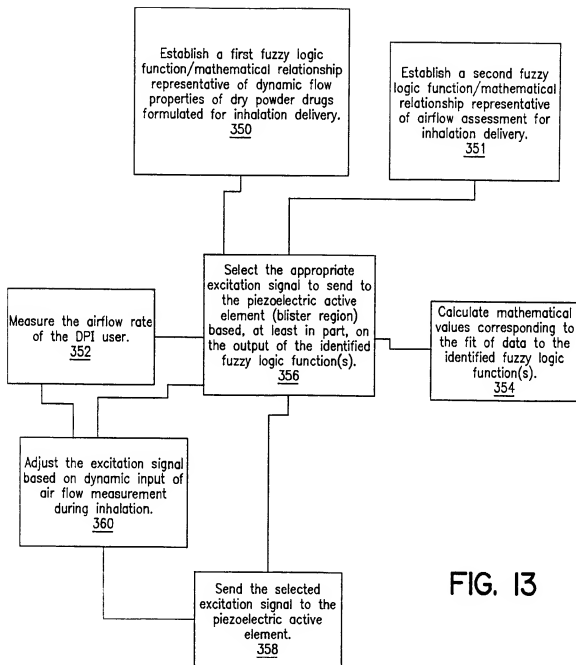 Establish a first fuzzy logic
function/mathematical relationship
representative of dynamic flow
properties of dry powder drugs
formulated for inhalation delivery.
350
Establish a second fuzzy
logic function/mathematical
relationship representative
of airflow assessment for
inhalation delivery.
351
Select the appropriate
excitation signal to send to
the piezoelectric active
element (blister region)
based, at least in part, on
the output of the identified
fuzzy logic function(s).
356
Measure the airflow rate
of the DPI user.
352
Calculate mathematical
values corresponding to
the fit of data to the
identified fuzzy logic
function(s).
354
Adjust the excitation signal
based on dynamic input of
air flow measurement
during inhalation.
360
Send the selected
excitation signal to the
piezoelectric active
element.
358
FIG. 13